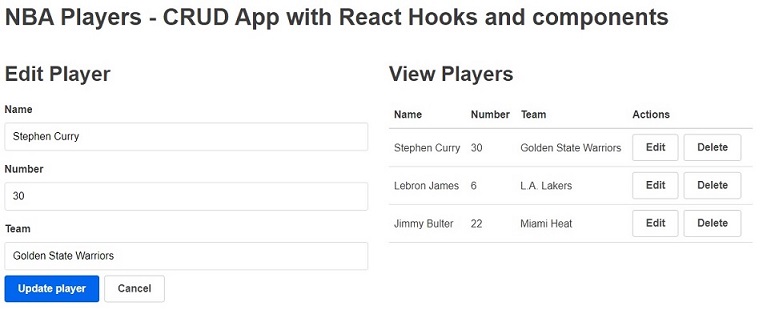 NBA Players - CRUD App with React Hooks and components
Edit Player
Name
Stephen Curry
Number
30
Team
Golden State Warriors
Update player Cancel
View Players
Name Number Team Actions
Stephen Curry 30 Golden State Warriors Edit Delete
Lebron James 6 L.A. Lakers Edit Delete
Jimmy Bulter 22 Miami Heat Edit Delete